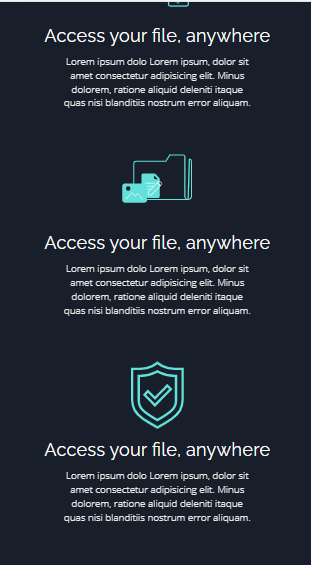 Access your file, anywhere
Lorem ipsum dolo Lorem ipsum, dolor sit
amet consectetur adipisicing elit. Minus
dolorem, ratione aliquid deleniti itaque
quas nisi blanditiis nostrum error aliquam.
Access your file, anywhere
Lorem ipsum dolo Lorem ipsum, dolor sit
amet consectetur adipisicing elit. Minus
dolorem, ratione aliquid deleniti itaque
quas nisi blanditiis nostrum error aliquam.
Access your file, anywhere
Lorem ipsum dolo Lorem ipsum, dolor sit
amet consectetur adipisicing elit. Minus
dolorem, ratione aliquid deleniti itaque
quas nisi blanditiis nostrum error aliquam.